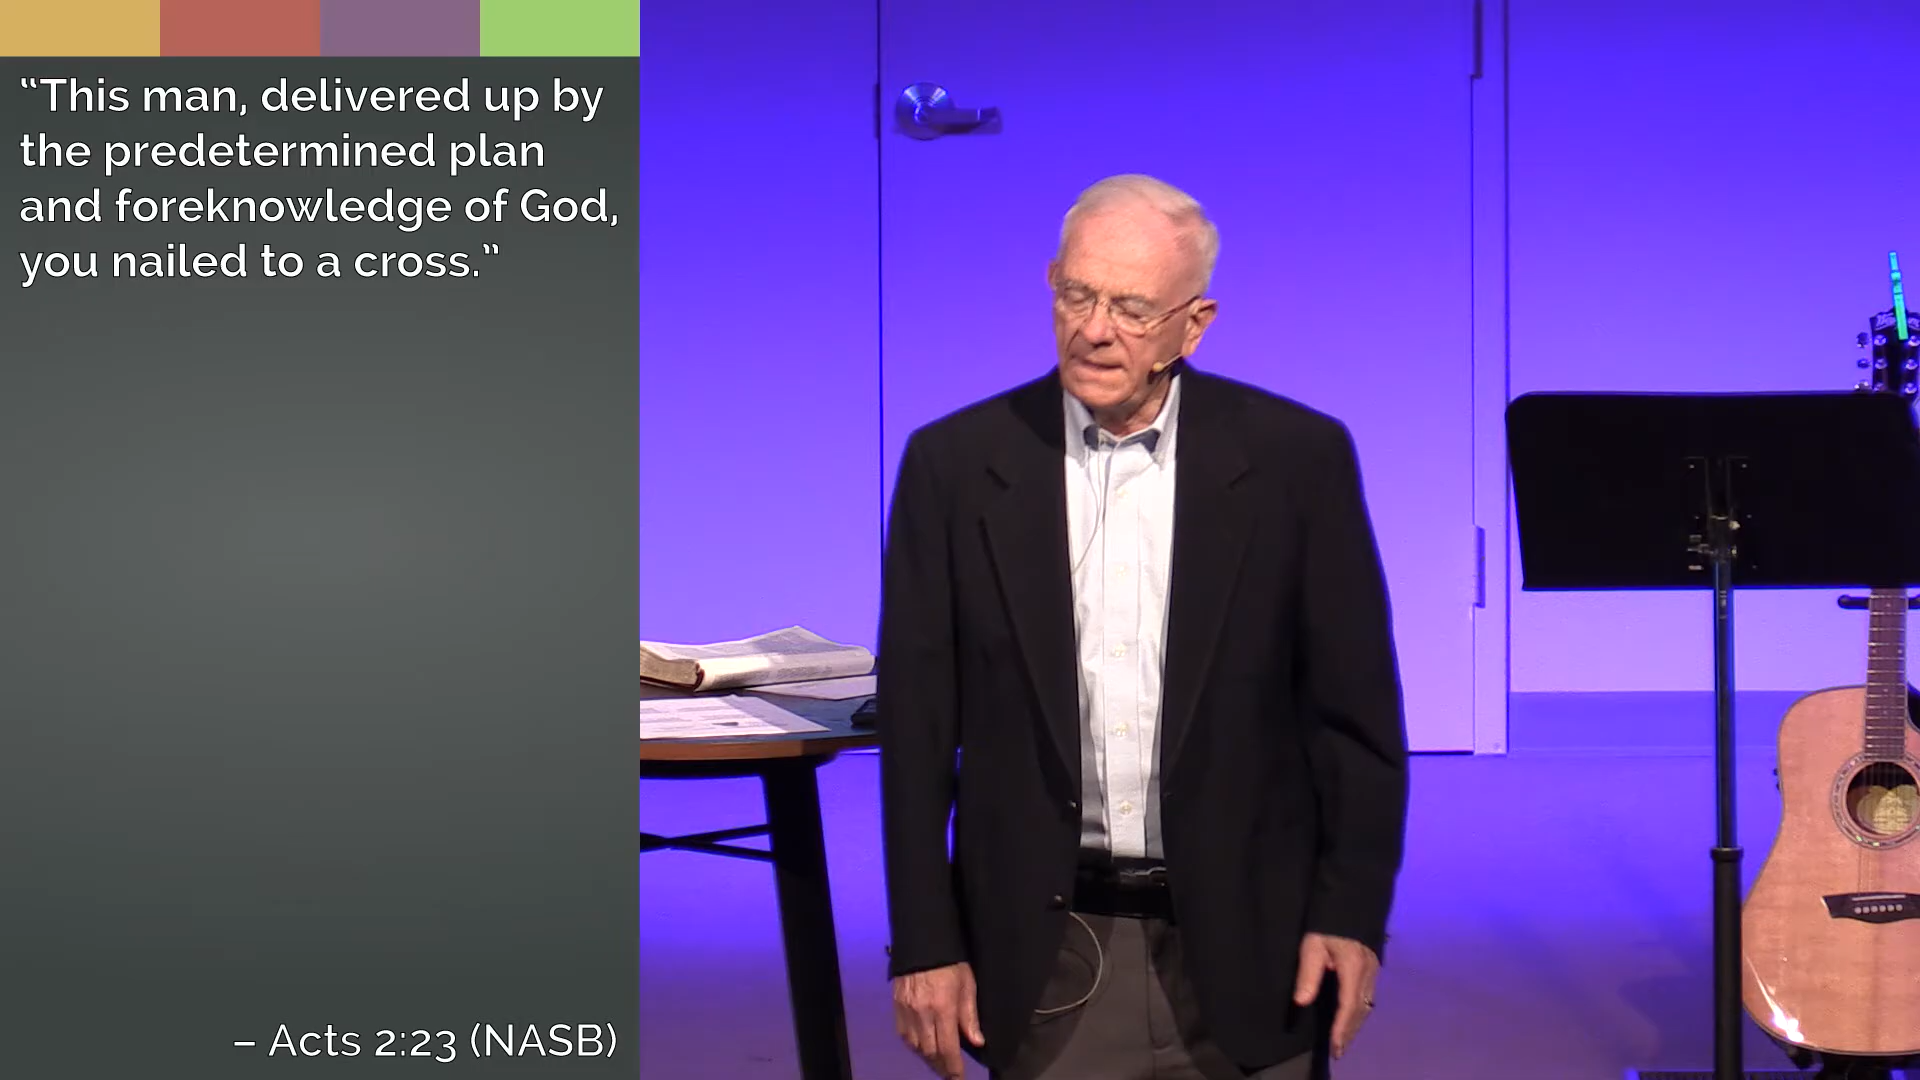 “This man, delivered up by
the predetermined plan
and foreknowledge of God,
you nailed to a cross.”
– Acts 2:23 (NASB)